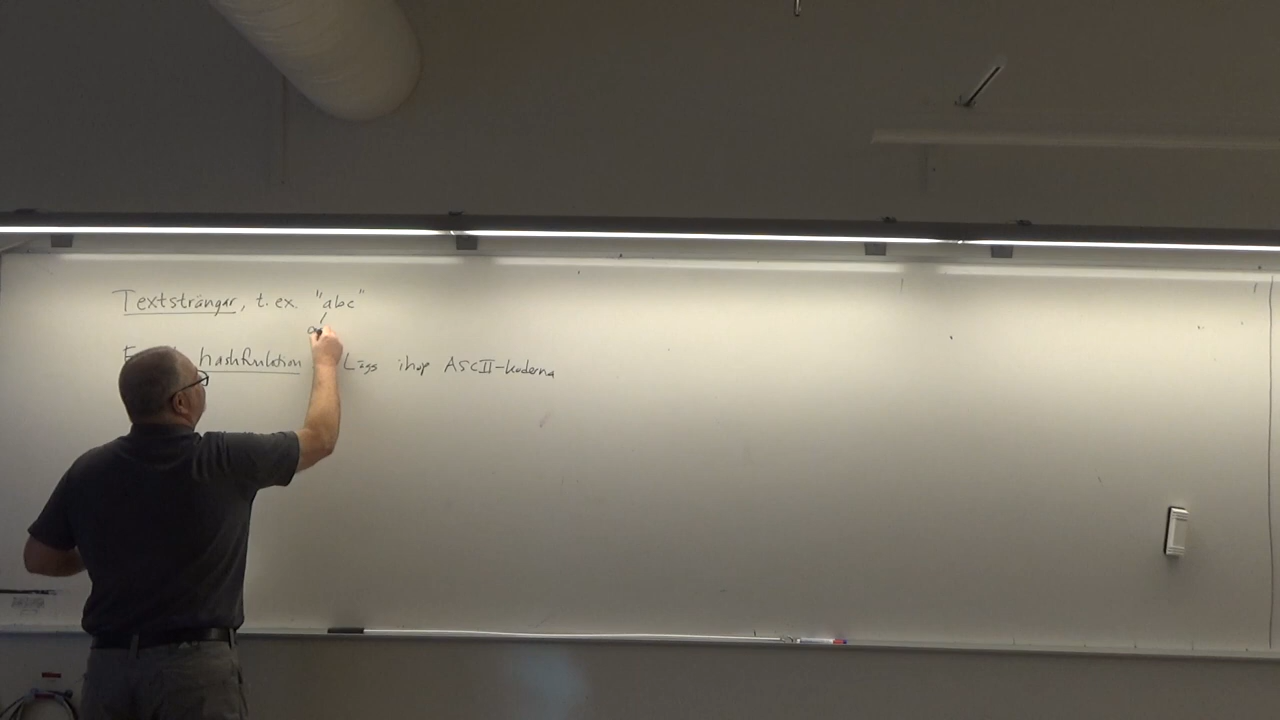 Textsträngar, t.ex. "abc"
hashfunktion Lägg ihop ASCII-koderna